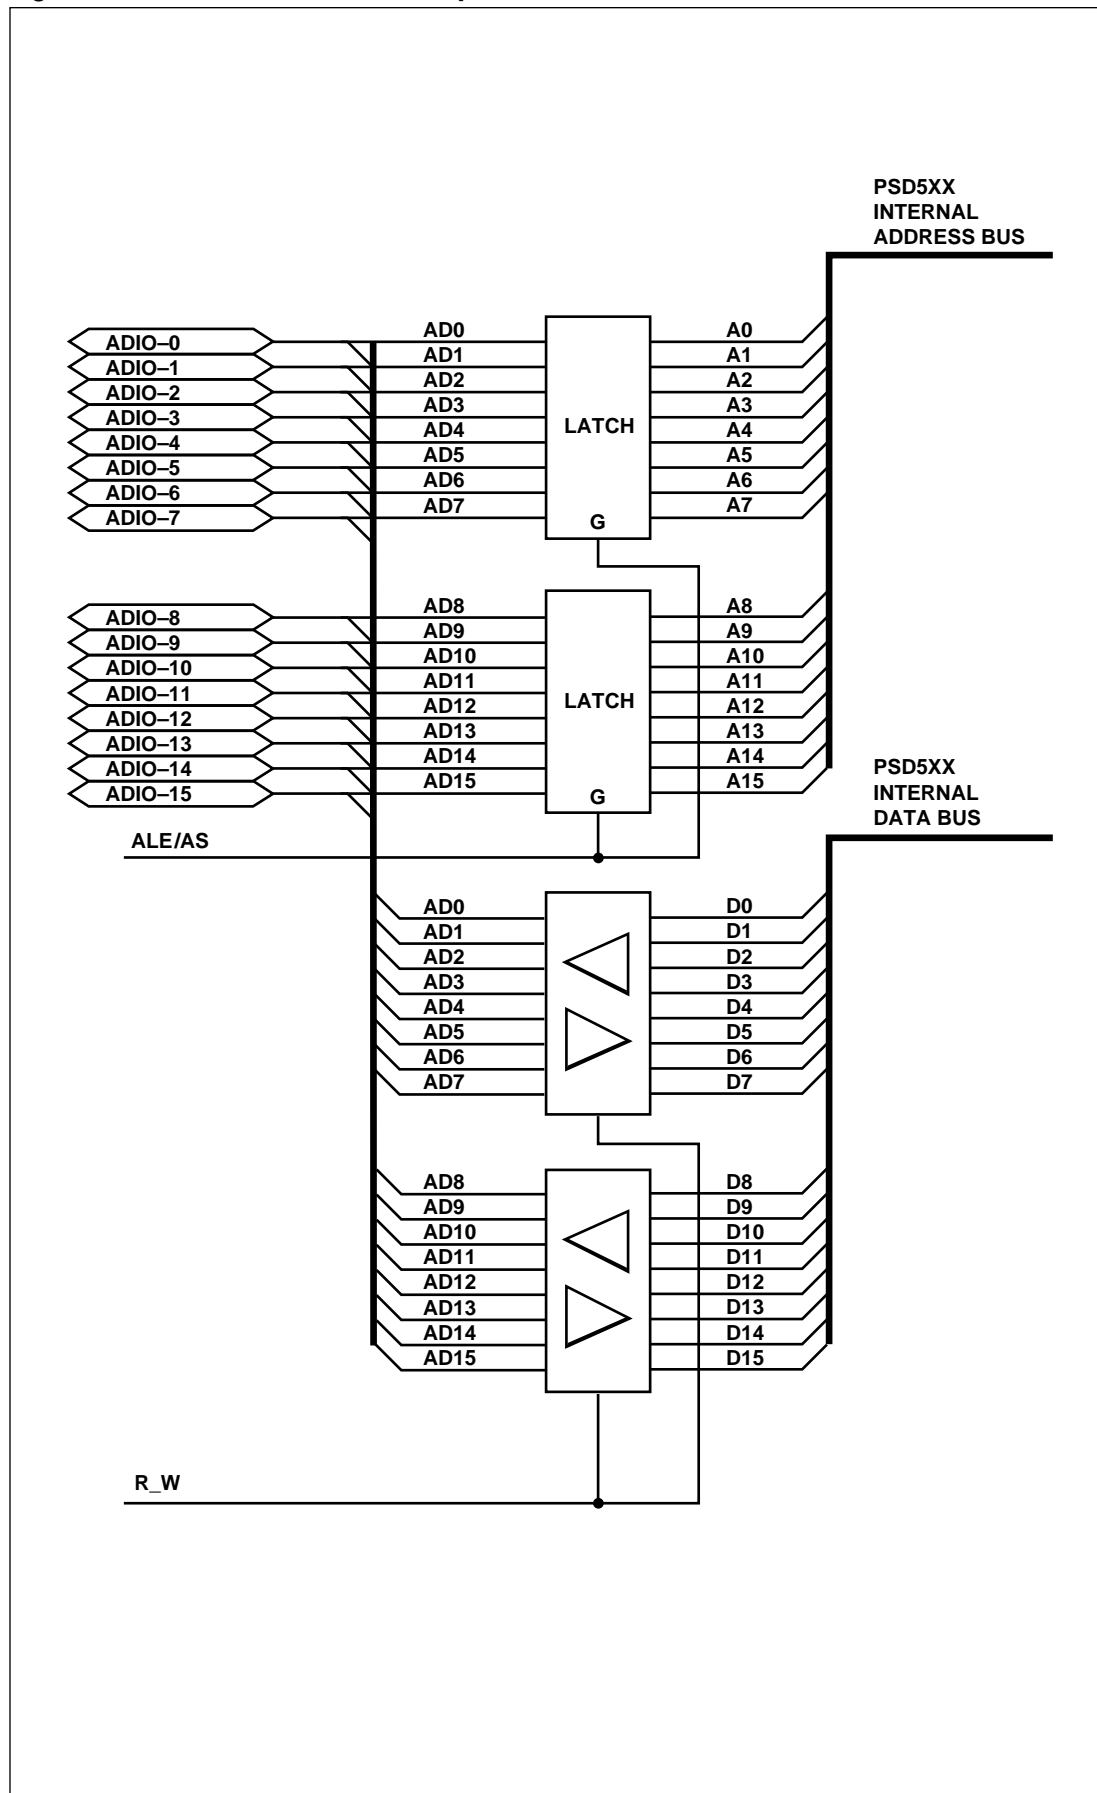 PSD5XX
INTERNAL
ADDRESS BUS
ADIO–0 AD0 A0
ADIO–1 AD1 A1
ADIO–2 AD2 A2
ADIO–3 AD3 A3
LATCH
ADIO–4 AD4 A4
ADIO–5 AD5 A5
ADIO–6 AD6 A6
ADIO–7 AD7 A7
G
ADIO–8 AD8 A8
ADIO–9 AD9 A9
ADIO–10 AD10 A10
ADIO–11 AD11 A11
LATCH
ADIO–12 AD12 A12
ADIO–13 AD13 A13
ADIO–14 AD14 A14
ADIO–15 AD15 A15
G
PSD5XX
INTERNAL
DATA BUS
ALE/AS
AD0 D0
AD1 D1
AD2 D2
AD3 D3
AD4 D4
AD5 D5
AD6 D6
AD7 D7
AD8 D8
AD9 D9
AD10 D10
AD11 D11
AD12 D12
AD13 D13
AD14 D14
AD15 D15
R_W